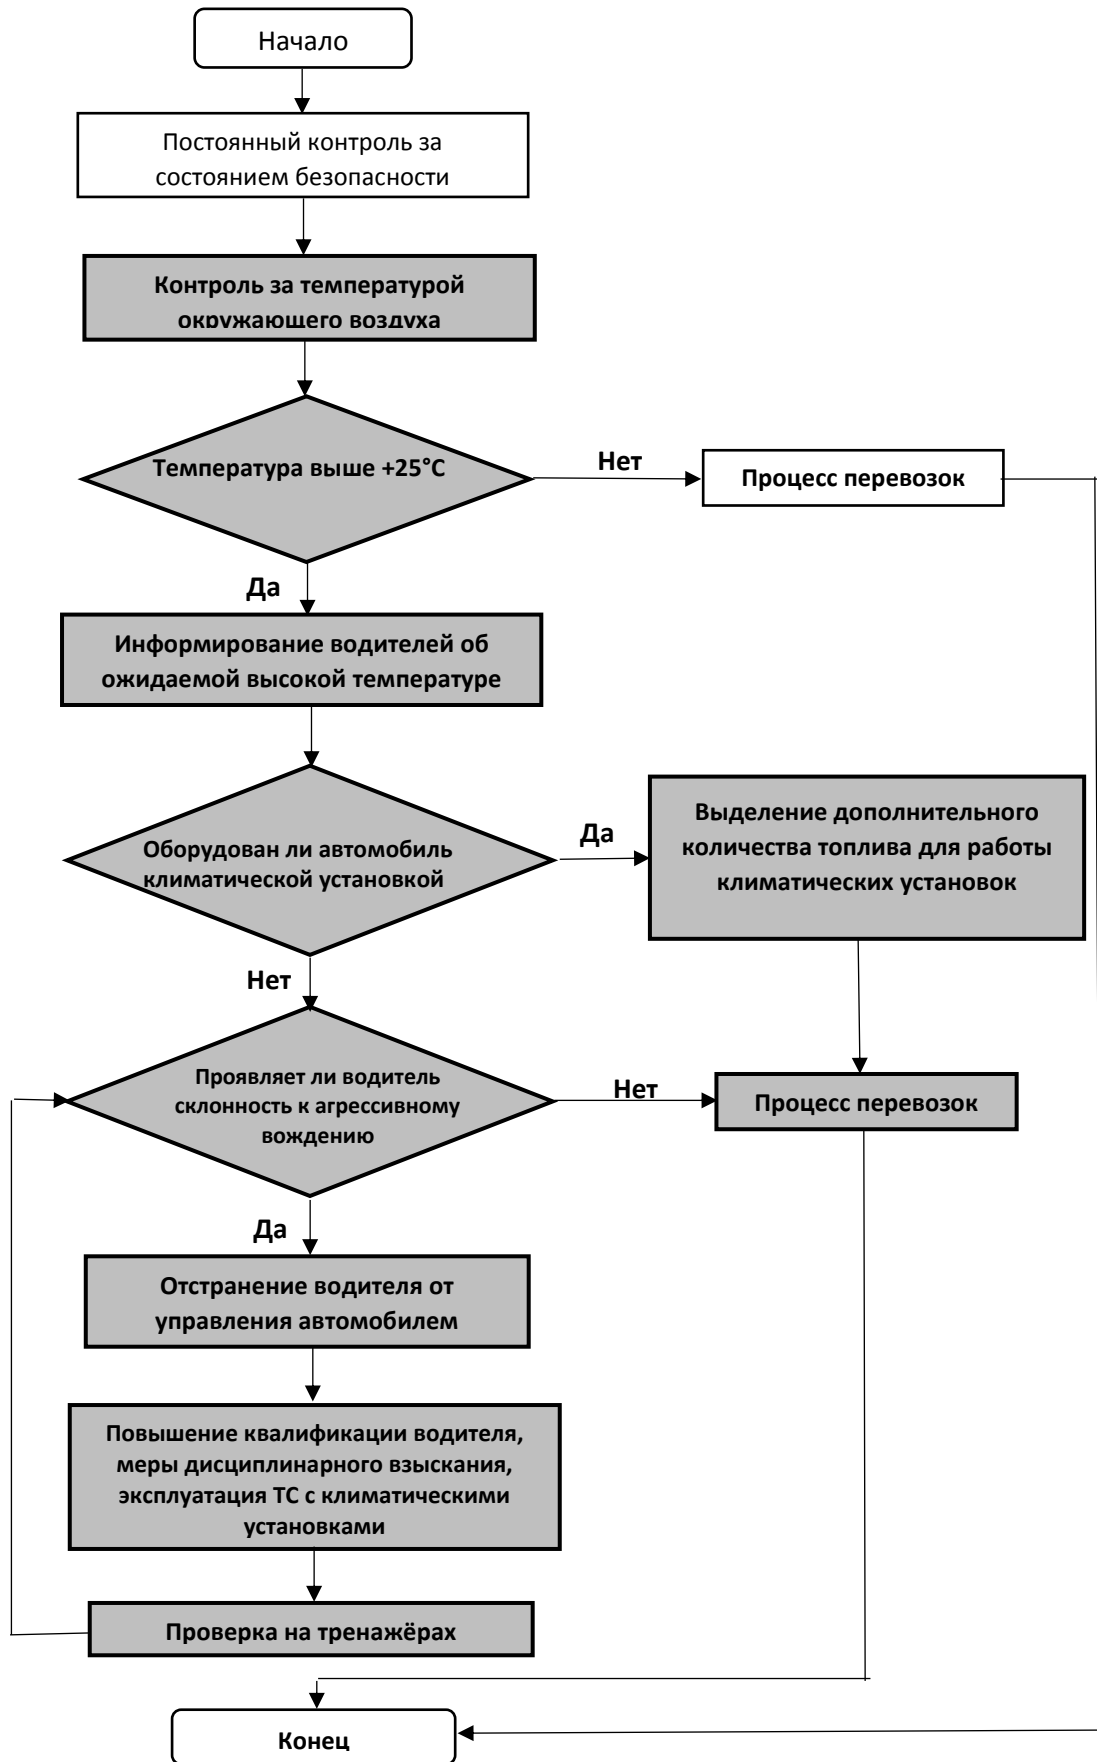 Начало
Постоянный контроль за
состоянием безопасности
Контроль за температурой
окружающего воздуха
Температура выше +25°С
Нет
Процесс перевозок
Да
Информирование водителей об
ожидаемой высокой температуре
Оборудован ли автомобиль
климатической установкой
Да
Выделение дополнительного
количества топлива для работы
климатических установок
Нет
Проявляет ли водитель
склонность к агрессивному
вождению
Нет
Процесс перевозок
Да
Отстранение водителя от
управления автомобилем
Повышение квалификации водителя,
меры дисциплинарного взыскания,
эксплуатация ТС с климатическими
установками
Проверка на тренажёрах
Конец